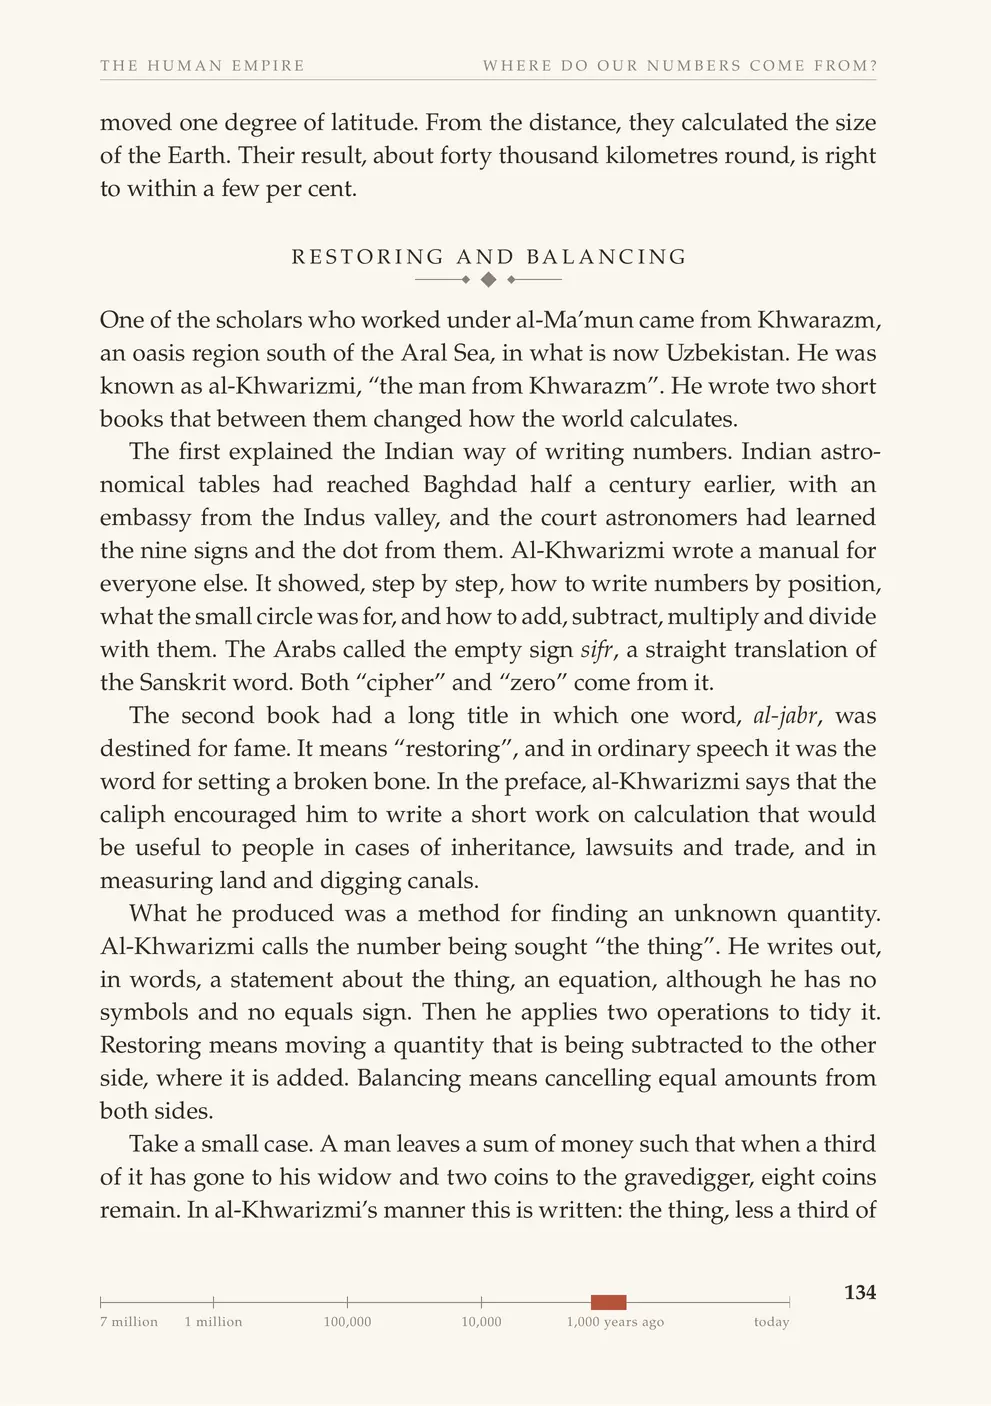 THE HUMAN EMPIRE
WHERE DO OUR NUMBERS COME FROM?
moved one degree of latitude. From the distance, they calculated the size
of the Earth. Their result, about forty thousand kilometres round, is right
to within a few per cent.
RESTORING AND BALANCING
One of the scholars who worked under al-Ma’mun came from Khwarazm,
an oasis region south of the Aral Sea, in what is now Uzbekistan. He was
known as al-Khwarizmi, “the man from Khwarazm”. He wrote two short
books that between them changed how the world calculates.
The first explained the Indian way of writing numbers. Indian astro-
nomical tables had reached Baghdad half a century earlier, with an
embassy from the Indus valley, and the court astronomers had learned
the nine signs and the dot from them. Al-Khwarizmi wrote a manual for
everyone else. It showed, step by step, how to write numbers by position,
what the small circle was for, and how to add, subtract, multiply and divide
with them. The Arabs called the empty sign sifr, a straight translation of
the Sanskrit word. Both “cipher” and “zero” come from it.
The second book had a long title in which one word, al-jabr, was
destined for fame. It means “restoring”, and in ordinary speech it was the
word for setting a broken bone. In the preface, al-Khwarizmi says that the
caliph encouraged him to write a short work on calculation that would
be useful to people in cases of inheritance, lawsuits and trade, and in
measuring land and digging canals.
What he produced was a method for finding an unknown quantity.
Al-Khwarizmi calls the number being sought “the thing”. He writes out,
in words, a statement about the thing, an equation, although he has no
symbols and no equals sign. Then he applies two operations to tidy it.
Restoring means moving a quantity that is being subtracted to the other
side, where it is added. Balancing means cancelling equal amounts from
both sides.
Take a small case. A man leaves a sum of money such that when a third
of it has gone to his widow and two coins to the gravedigger, eight coins
remain. In al-Khwarizmi’s manner this is written: the thing, less a third of
134
7 million 1 million 100,000 10,000 1,000 years ago today